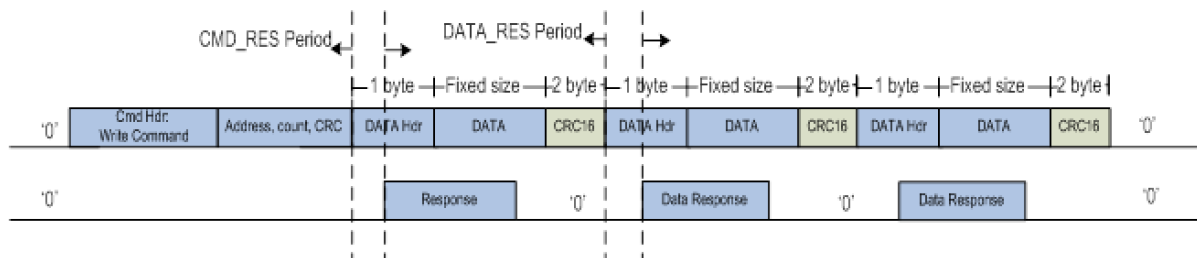 CMD_RES Period
DATA_RES Period
1 byte Fixed size 2 byte 1 byte Fixed size 2 byte 1 byte Fixed size 2 byte
'0' Cmd Hdr: Write Command Address, count, CRC DATA Hdr DATA CRC16 DATA Hdr DATA CRC16 DATA Hdr DATA CRC16 '0'
'0' Response '0' Data Response '0' Data Response '0'